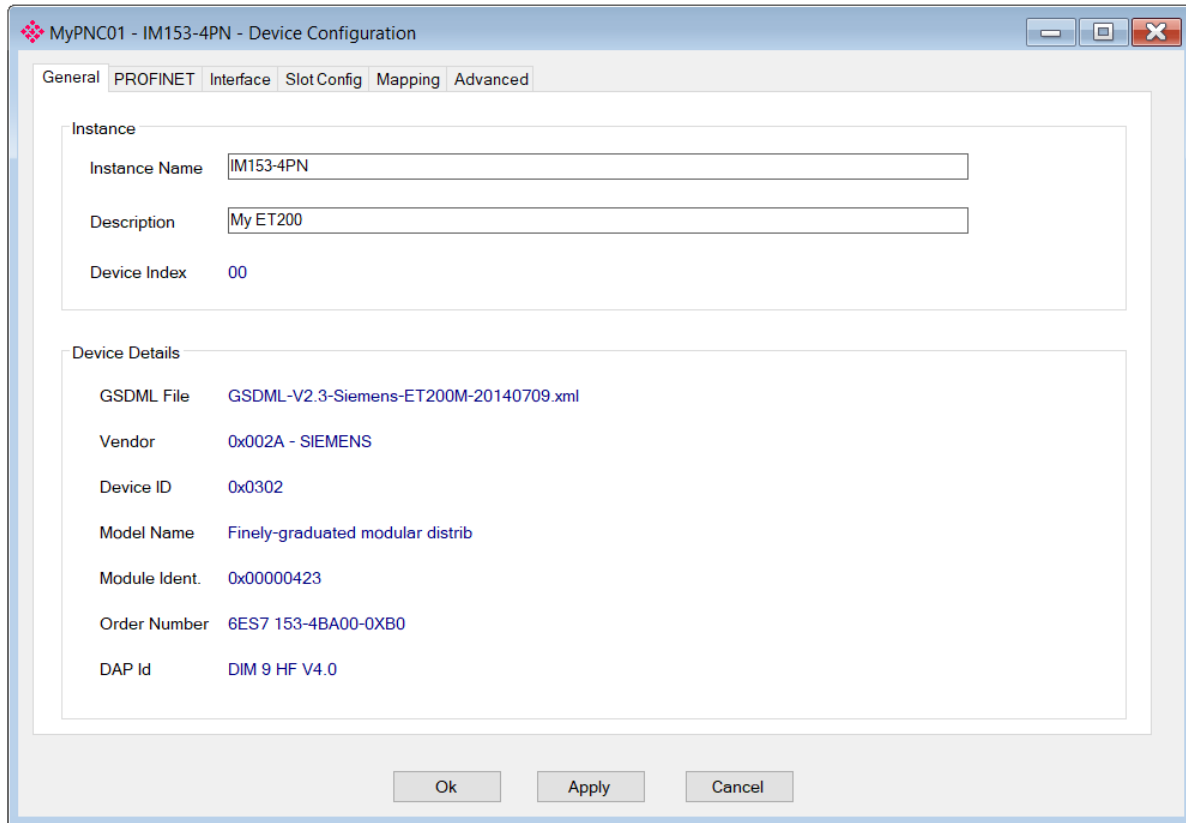 MyPNC01 - IM153-4PN - Device Configuration
General PROFINET Interface Slot Config Mapping Advanced
Instance
Instance Name IM153-4PN
Description My ET200
Device Index 00
Device Details
GSDML File GSDML-V2.3-Siemens-ET200M-20140709.xml
Vendor 0x002A - SIEMENS
Device ID 0x0302
Model Name Finely-graduated modular distrib
Module Ident. 0x00000423
Order Number 6ES7 153-4BA00-0XB0
DAP Id DIM 9 HF V4.0
Ok Apply Cancel